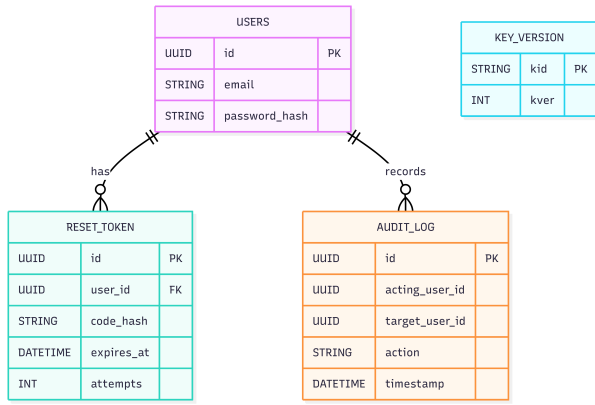 USERS
UUID id PK
STRING email
STRING password_hash
KEY_VERSION
STRING kid PK
INT kver
has
records
RESET_TOKEN
UUID id PK
UUID user_id FK
STRING code_hash
DATETIME expires_at
INT attempts
AUDIT_LOG
UUID id PK
UUID acting_user_id
UUID target_user_id
STRING action
DATETIME timestamp